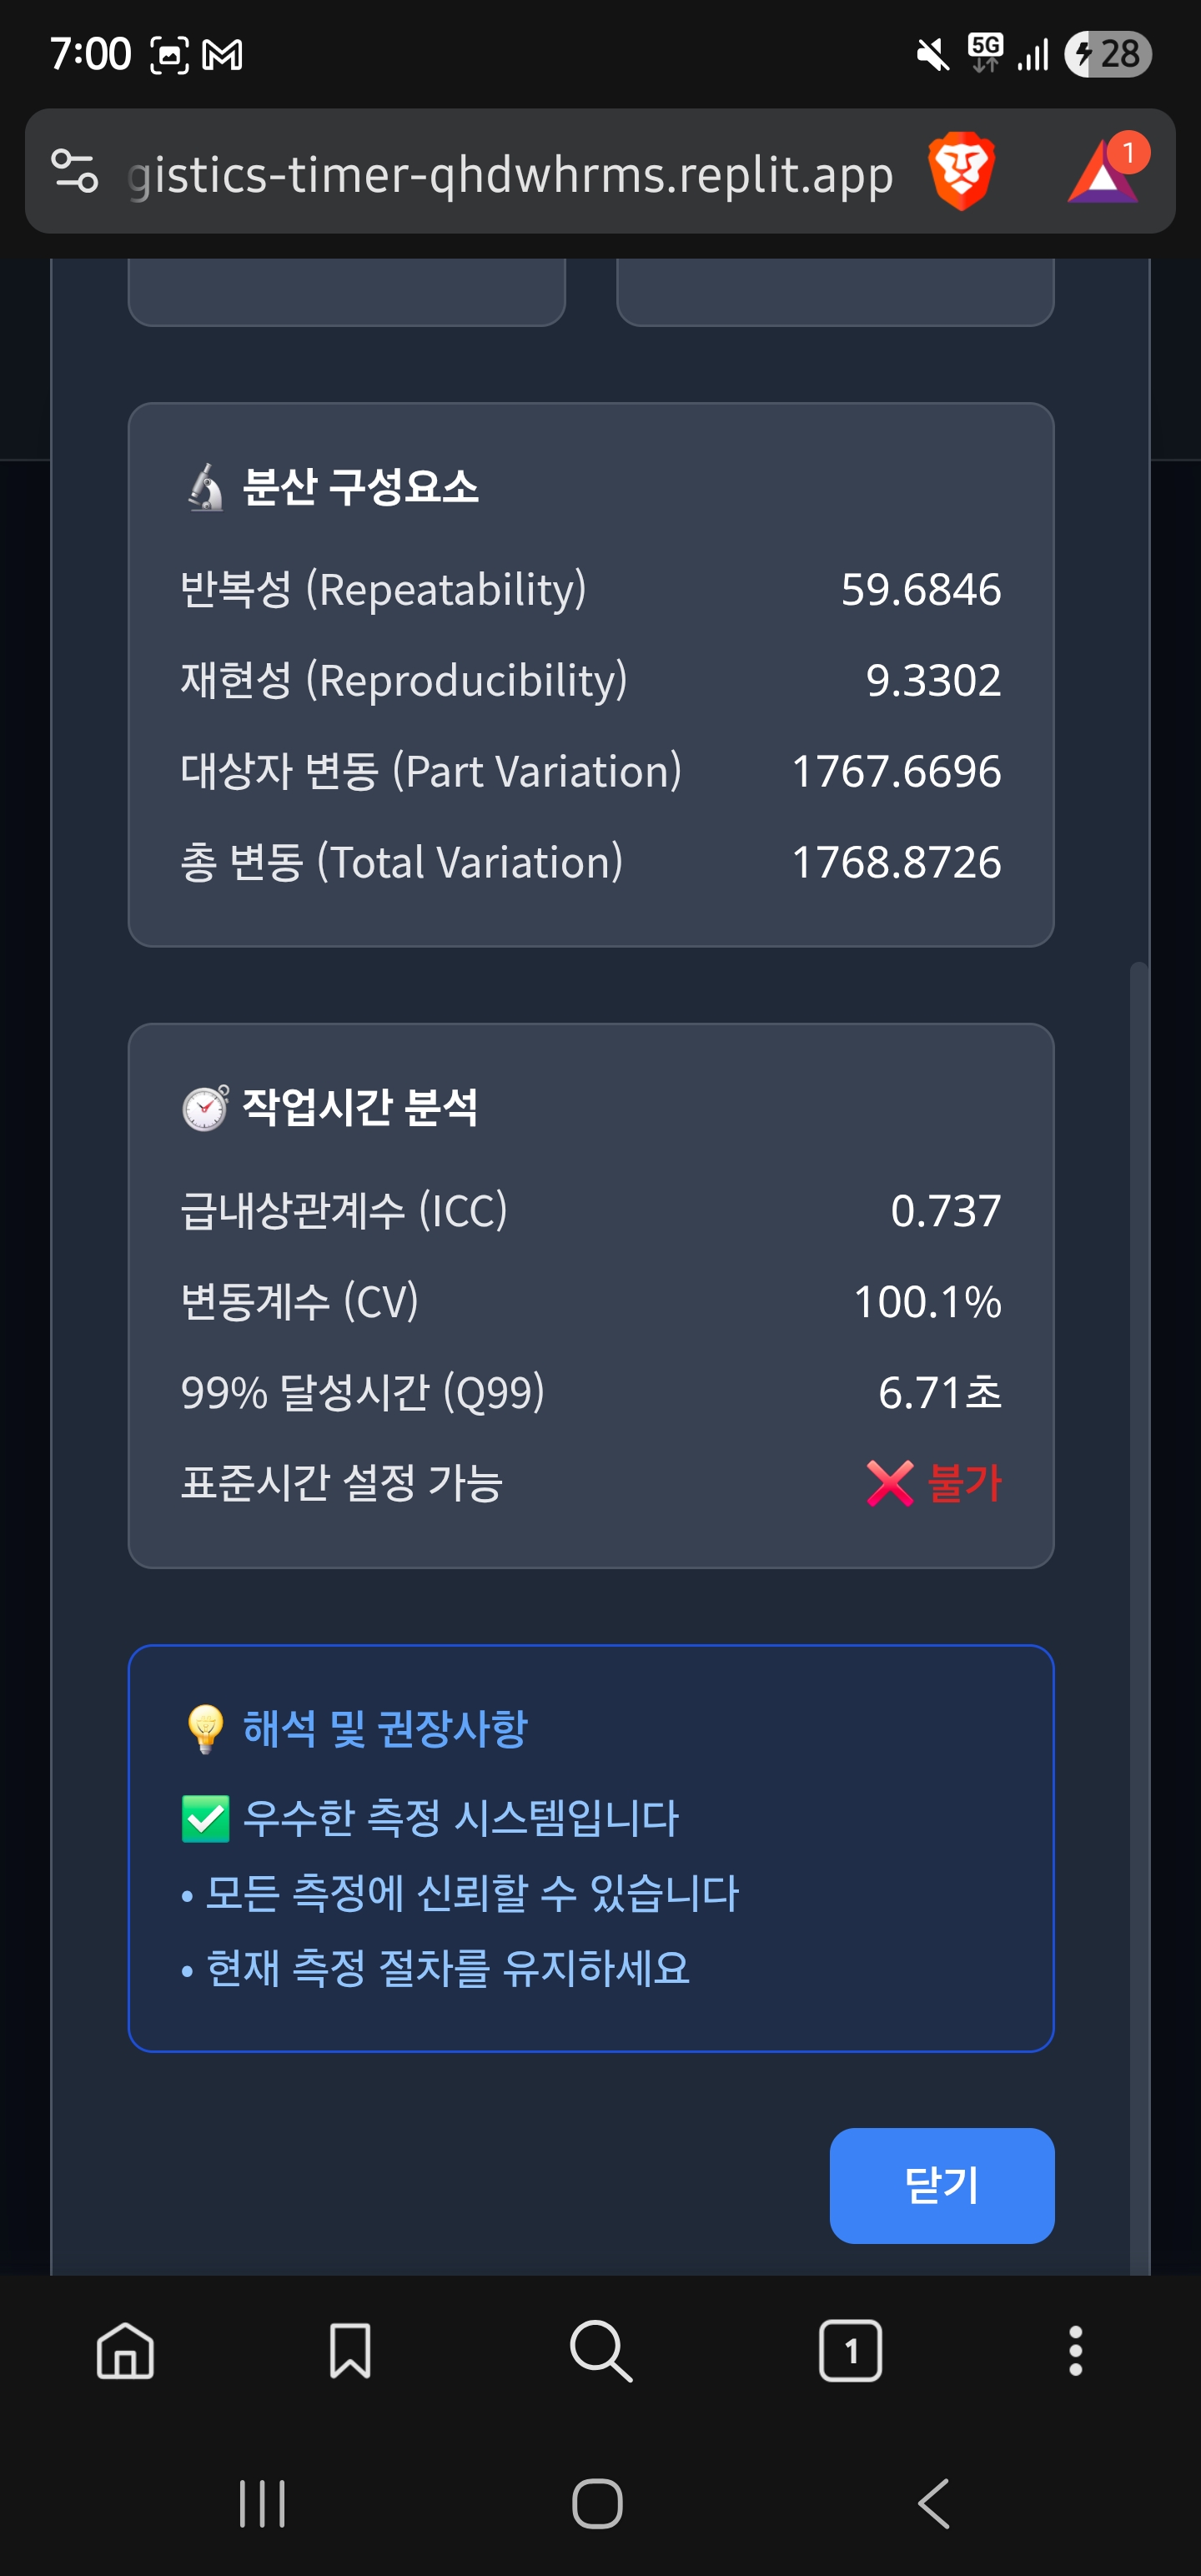 7:00
5G
28
gistics-timer-qhdwhrms.replit.app
1
분산 구성요소
반복성 (Repeatability) 59.6846
재현성 (Reproducibility) 9.3302
대상자 변동 (Part Variation) 1767.6696
총 변동 (Total Variation) 1768.8726
작업시간 분석
급내상관계수 (ICC) 0.737
변동계수 (CV) 100.1%
99% 달성시간 (Q99) 6.71초
표준시간 설정 가능 ❌ 불가
해석 및 권장사항
✅ 우수한 측정 시스템입니다
• 모든 측정에 신뢰할 수 있습니다
• 현재 측정 절차를 유지하세요
닫기
1